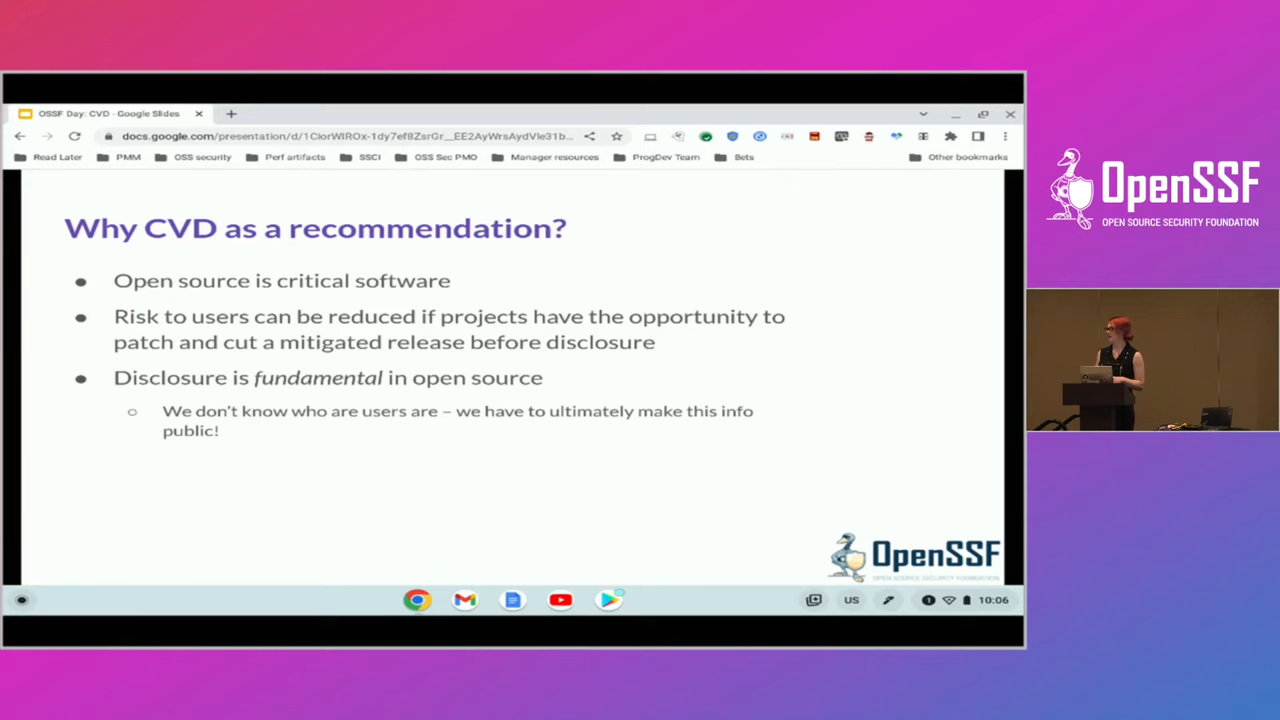 OSSF Day: CVD - Google Slides
docs.google.com/presentation/d/1CiorWIROx-1dy7ef8ZsrGr__EE2AyWrsAydVle31b...
Read Later PMM OSS security Perf artifacts SSCI OSS Sec PMO Manager resources ProgDev Team Bets Other bookmarks
Why CVD as a recommendation?
● Open source is critical software
● Risk to users can be reduced if projects have the opportunity to
patch and cut a mitigated release before disclosure
● Disclosure is fundamental in open source
○ We don't know who are users are – we have to ultimately make this info
public!
OpenSSF
OPEN SOURCE SECURITY FOUNDATION
US 10:06
OpenSSF
OPEN SOURCE SECURITY FOUNDATION